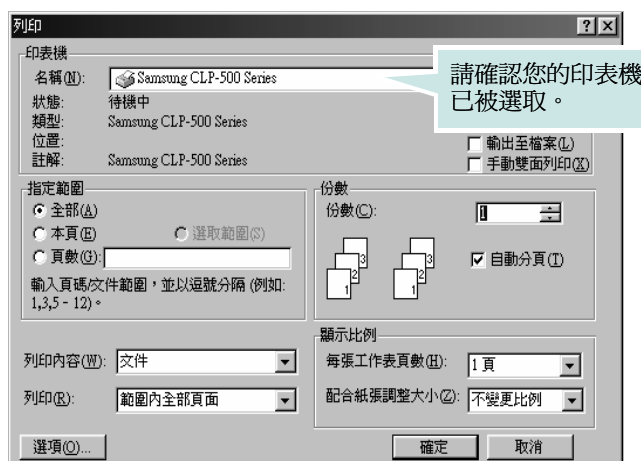 列印
印表機
名稱(N): Samsung CLP-500 Series
請確認您的印表機
已被選取。
狀態: 待機中
類型: Samsung CLP-500 Series
位置:
註解: Samsung CLP-500 Series
輸出至檔案(L)
手動雙面列印(X)
指定範圍
全部(A)
本頁(E) 選取範圍(S)
頁數(G):
輸入頁碼/文件範圍，並以逗號分隔 (例如:
1,3,5 - 12)。
份數
份數(C): 1
3 2 1 3 2 1
自動分頁(T)
列印內容(W): 文件
列印(R): 範圍內全部頁面
顯示比例
每張工作表頁數(H): 1 頁
配合紙張調整大小(Z): 不變更比例
選項(O)... 確定 取消